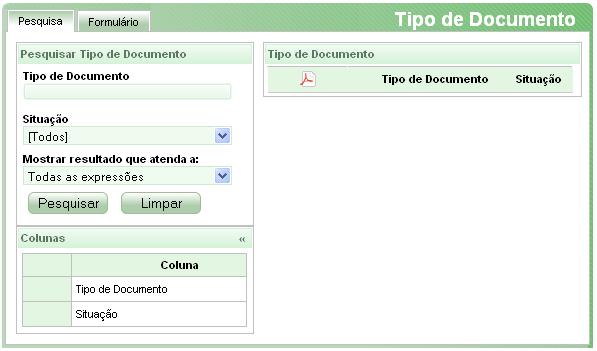 Pesquisa
Formulário
Tipo de Documento
Pesquisar Tipo de Documento
Tipo de Documento
Situação
[Todos]
Mostrar resultado que atenda a:
Todas as expressões
Pesquisar
Limpar
Colunas «
Coluna
Tipo de Documento
Situação
Tipo de Documento
Tipo de Documento Situação